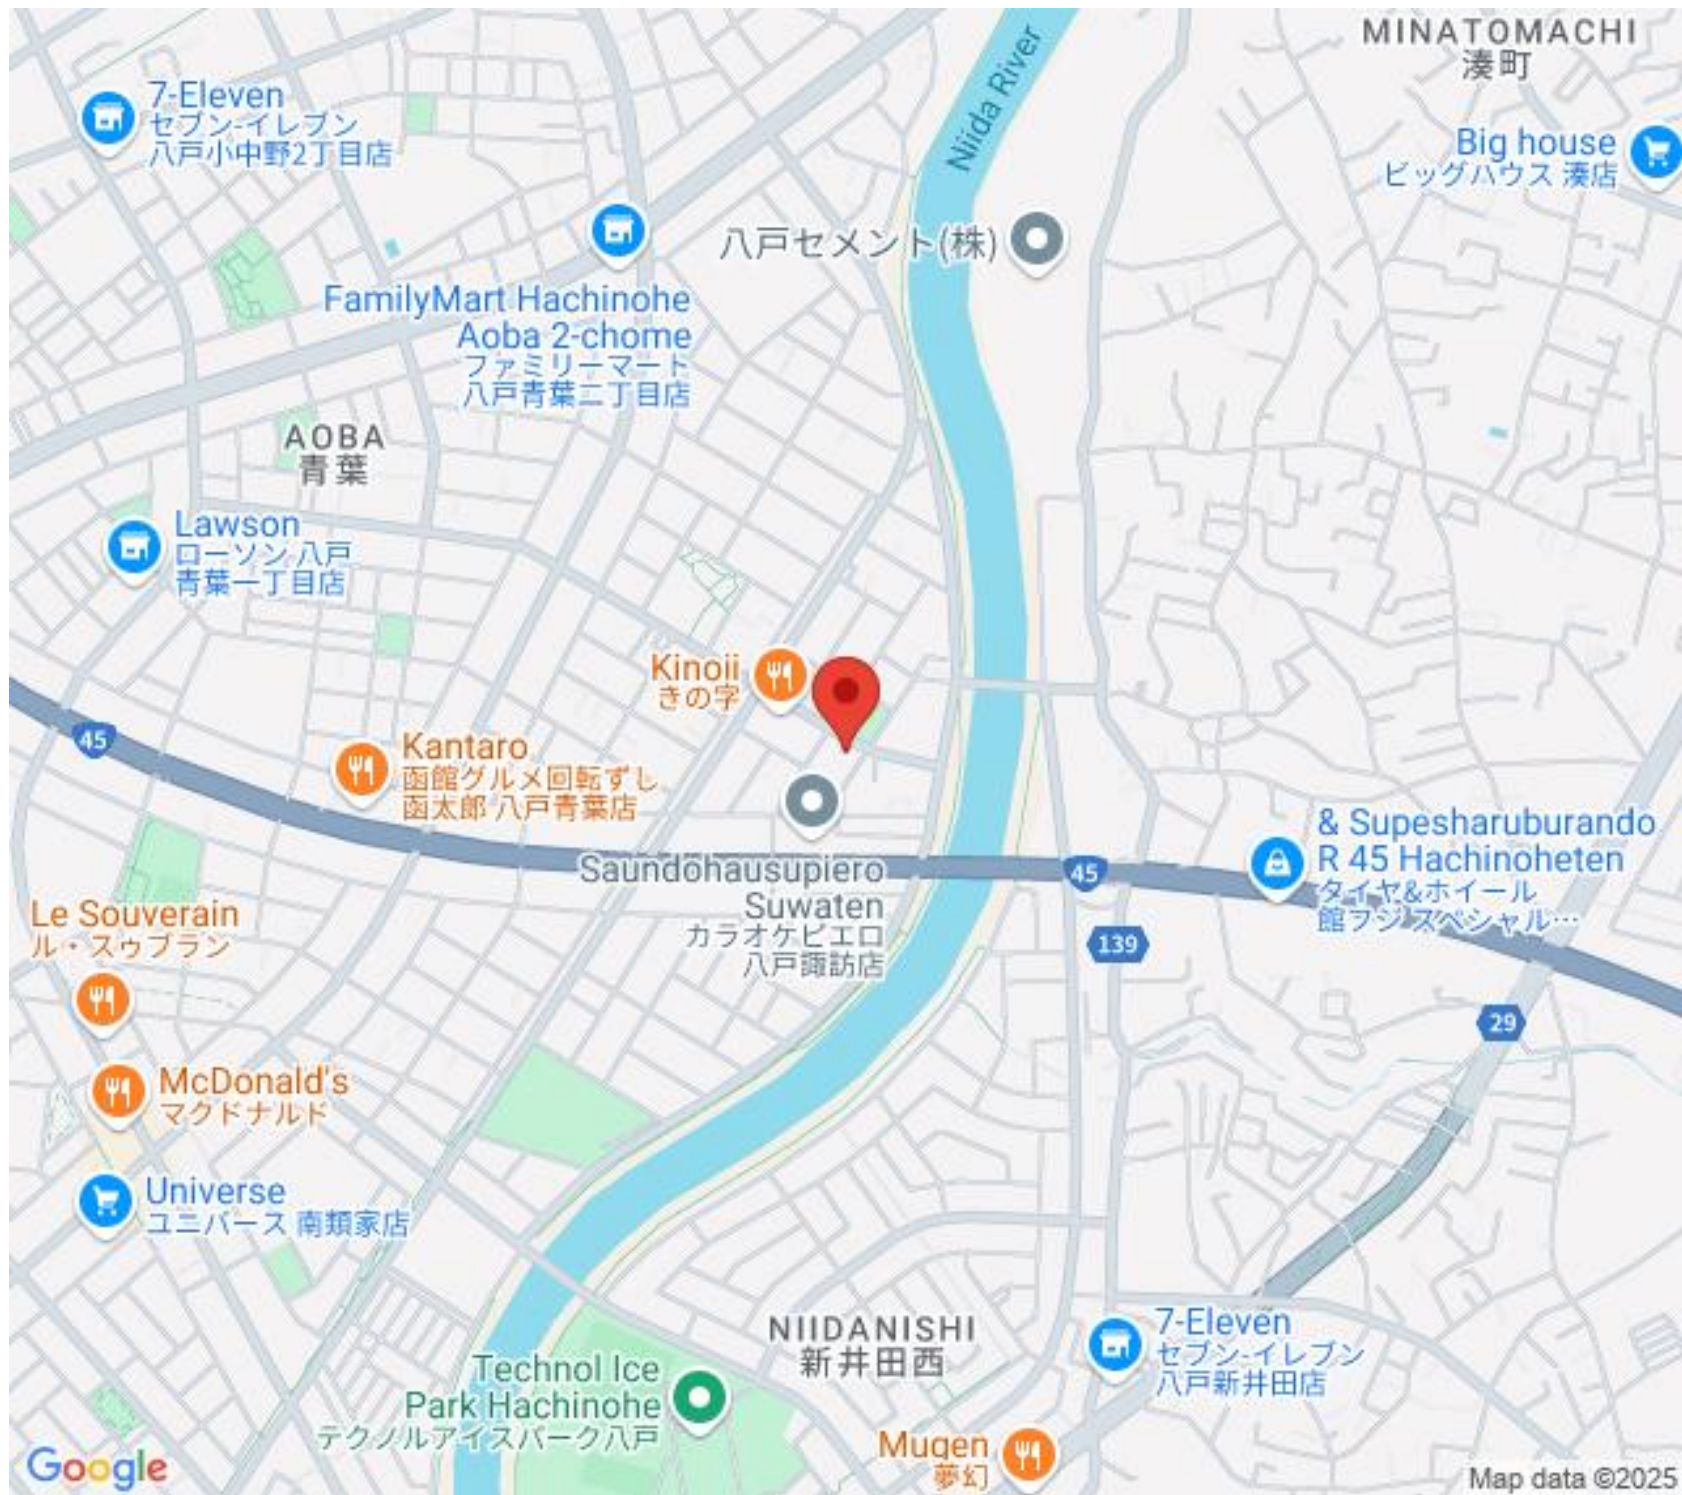 MINATOMACHI
湊町
Niida River
7-Eleven
セブン-イレブン
八戸小中野2丁目店
Big house
ビッグハウス 湊店
八戸セメント(株)
FamilyMart Hachinohe
Aoba 2-chome
ファミリーマート
八戸青葉二丁目店
AOBA
青葉
Lawson
ローソン 八戸
青葉一丁目店
Kinoii
きの字
45
Kantaro
函館グルメ回転ずし
函太郎 八戸青葉店
& Supesharuburando
R 45 Hachinoheten
タイヤ&ホイール
館フジ スペシャル…
45
Saundohausupiero
Suwaten
カラオケピエロ
八戸諏訪店
139
Le Souverain
ル・スゥブラン
29
McDonald's
マクドナルド
Universe
ユニバース 南類家店
NIIDANISHI
新井田西
7-Eleven
セブン-イレブン
八戸新井田店
Technol Ice
Park Hachinohe
テクノルアイスパーク八戸
Mugen
夢幻
Google
Map data ©2025